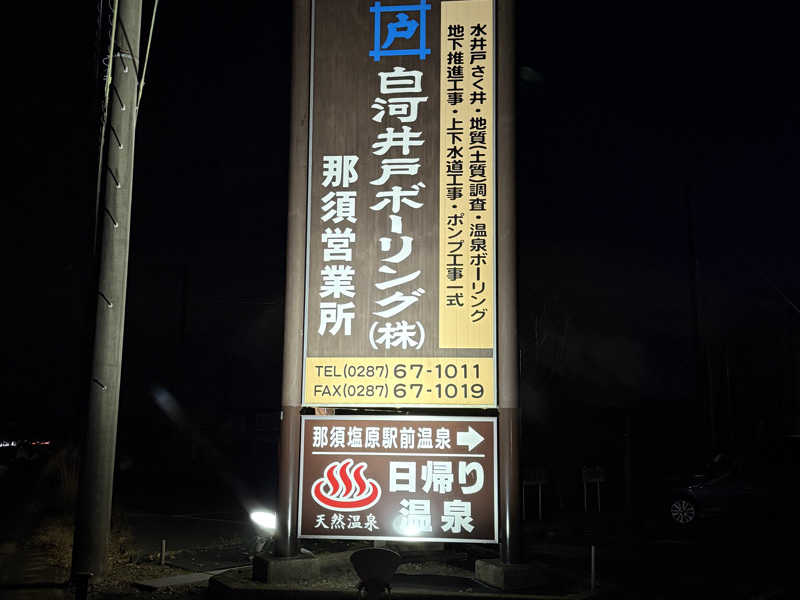 戸
水井戸さく井・地質(土質)調査・温泉ボーリング
地下推進工事・上下水道工事・ポンプ工事一式
白河井戸ボーリング(株)
那須営業所
TEL(0287) 67-1011
FAX(0287) 67-1019
那須塩原駅前温泉
日帰り
温泉
天然温泉